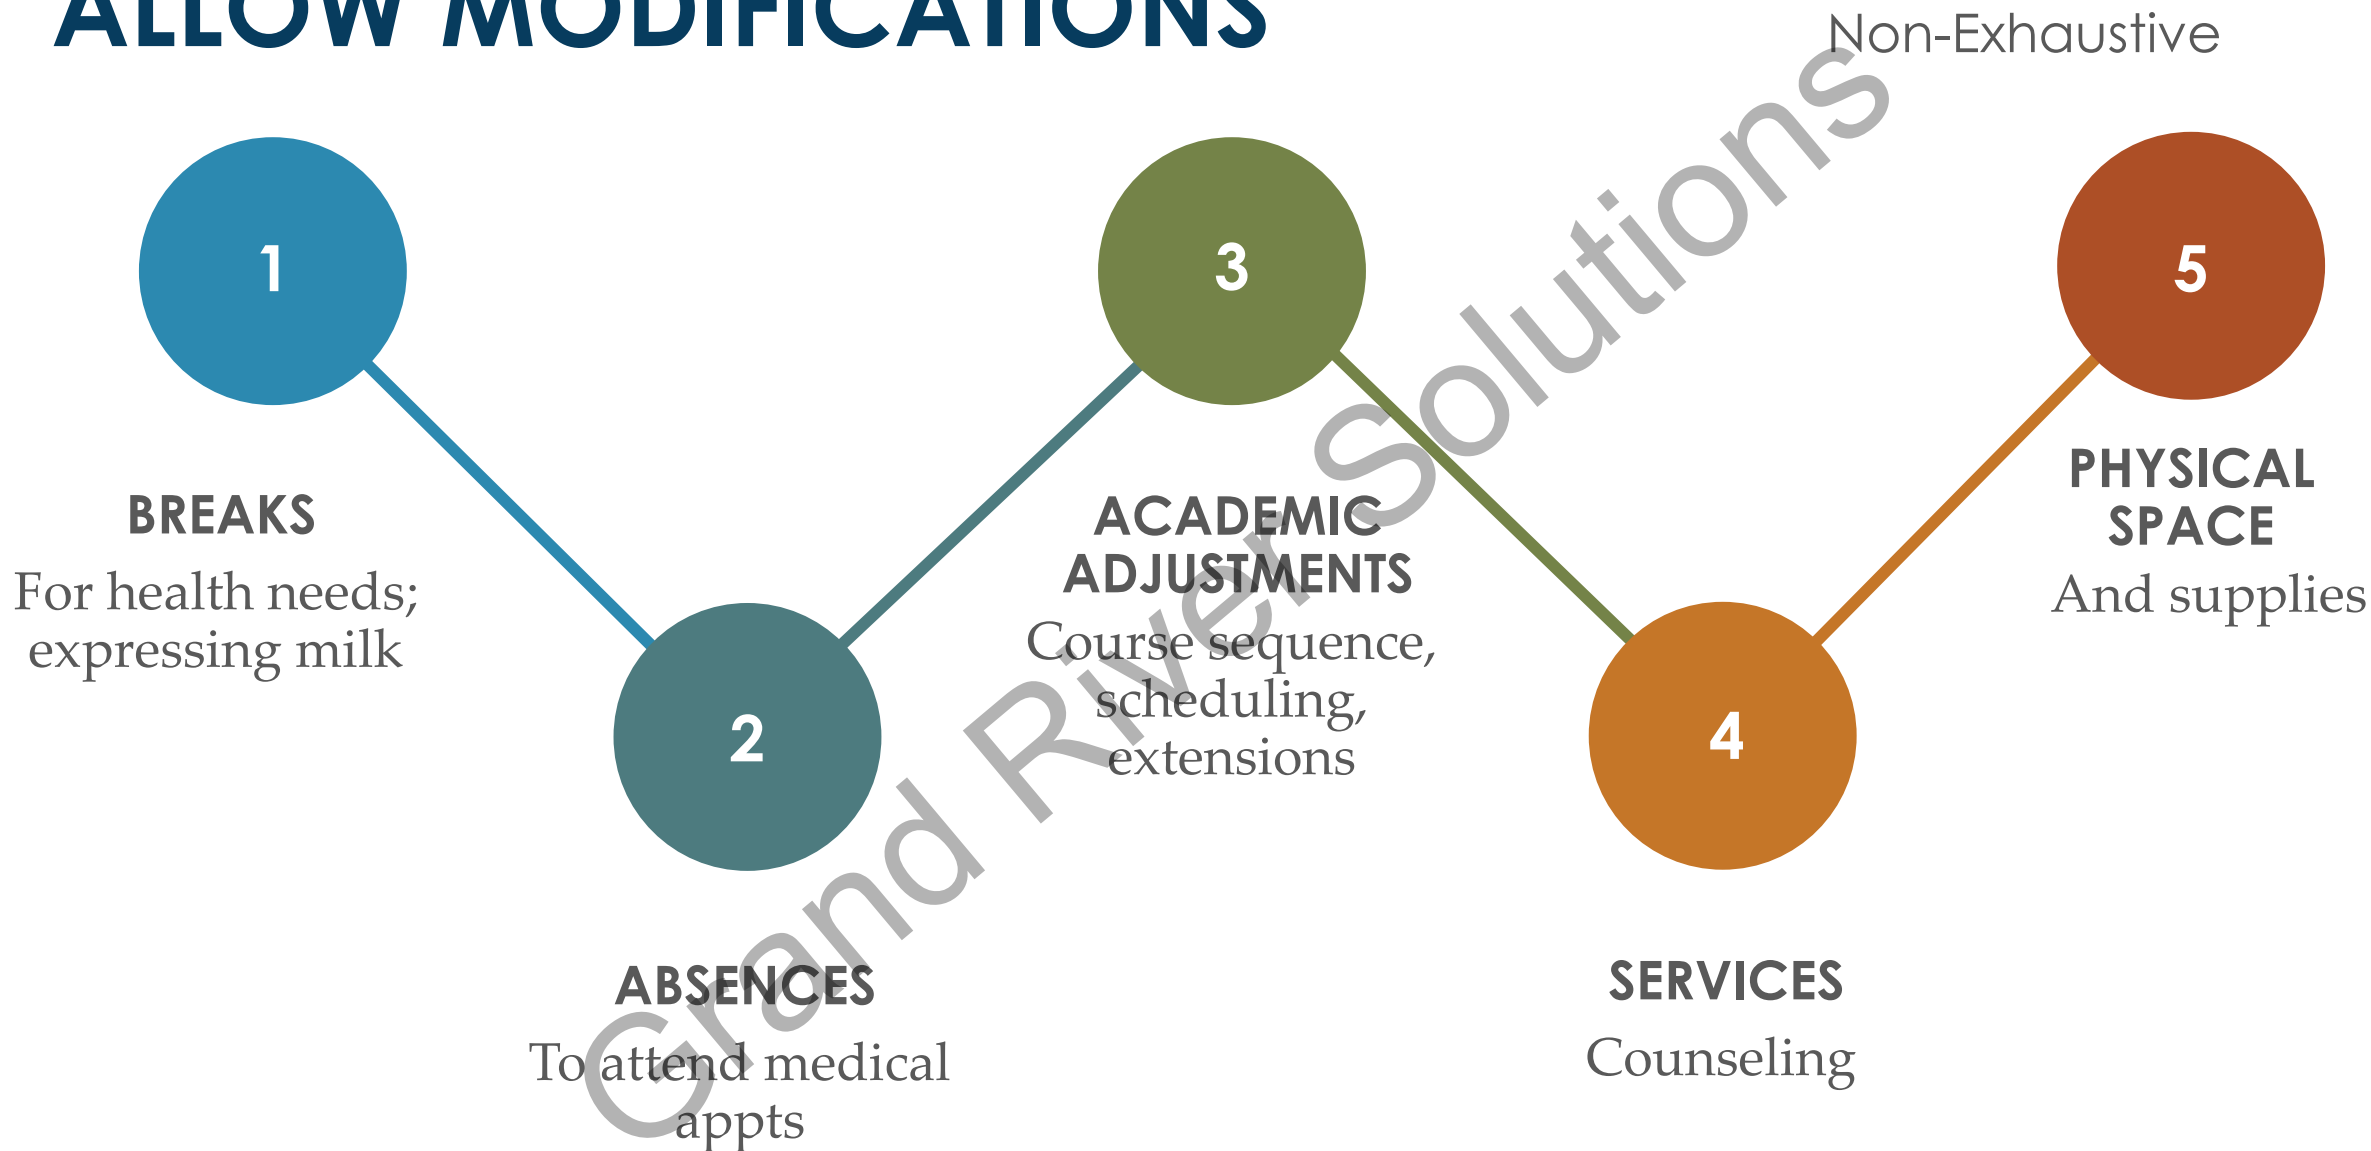 ALLOW MODIFICATIONS
Non-Exhaustive
1
BREAKS
For health needs;
expressing milk
2
ABSENCES
To attend medical
appts
3
ACADEMIC
ADJUSTMENTS
Course sequence,
scheduling,
extensions
4
SERVICES
Counseling
5
PHYSICAL
SPACE
And supplies
Grand River Solutions